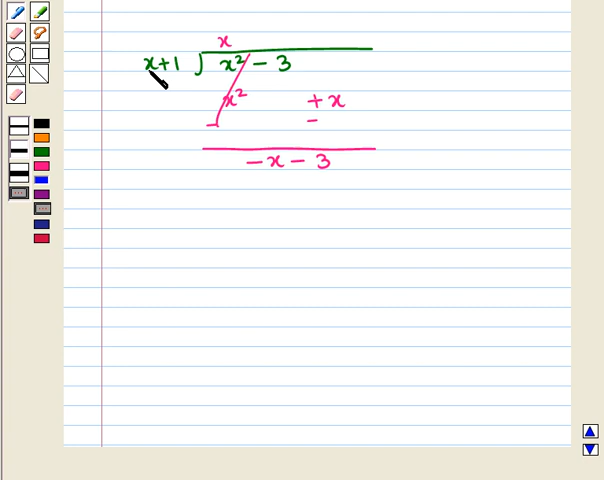 x
x+1 ) x² - 3
x² + x
- -
-x - 3